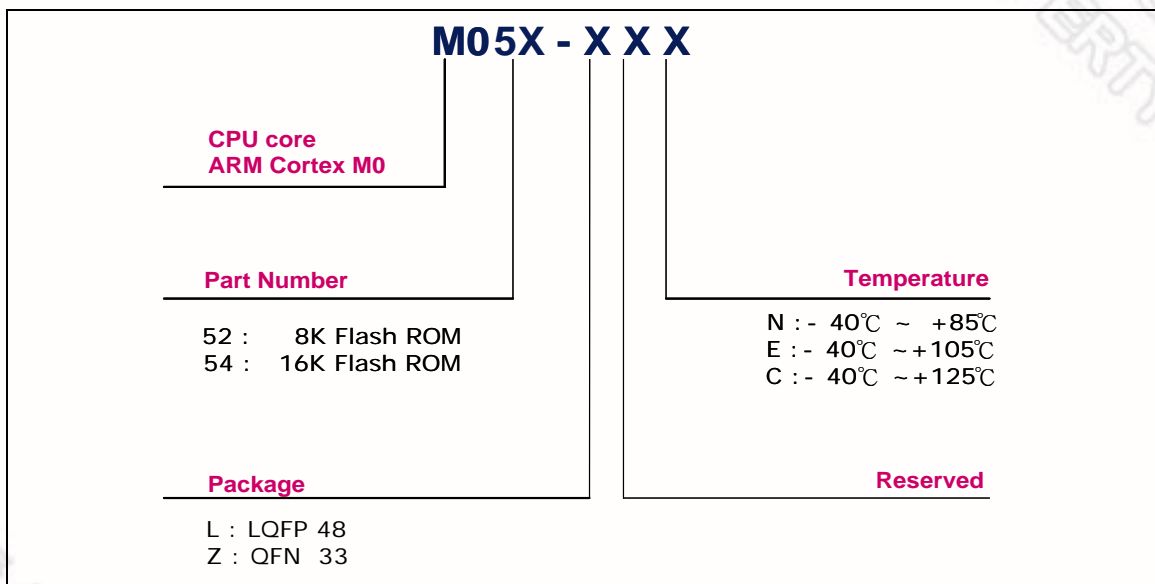 M05X - X X X
CPU core
ARM Cortex M0
Part Number
52 : 8K Flash ROM
54 : 16K Flash ROM
Temperature
N : - 40℃ ~ +85℃
E : - 40℃ ~+105℃
C : - 40℃ ~+125℃
Package
L : LQFP 48
Z : QFN 33
Reserved